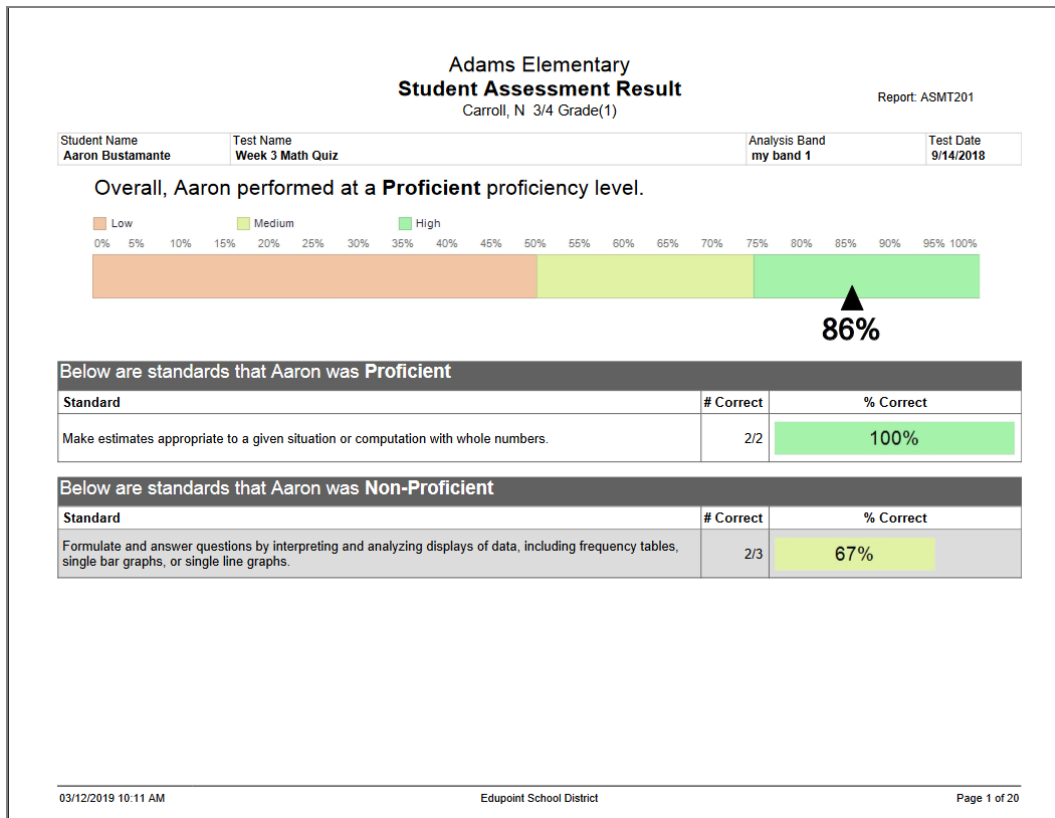 Adams Elementary
Student Assessment Result
Carroll, N 3/4 Grade(1)
Report: ASMT201
Student Name Test Name Analysis Band Test Date
Aaron Bustamante Week 3 Math Quiz my band 1 9/14/2018
Overall, Aaron performed at a Proficient proficiency level.
Low Medium High
0% 5% 10% 15% 20% 25% 30% 35% 40% 45% 50% 55% 60% 65% 70% 75% 80% 85% 90% 95% 100%
86%
Below are standards that Aaron was Proficient
Standard # Correct % Correct
Make estimates appropriate to a given situation or computation with whole numbers. 2/2 100%
Below are standards that Aaron was Non-Proficient
Standard # Correct % Correct
Formulate and answer questions by interpreting and analyzing displays of data, including frequency tables,
single bar graphs, or single line graphs.
2/3 67%
03/12/2019 10:11 AM Edupoint School District Page 1 of 20